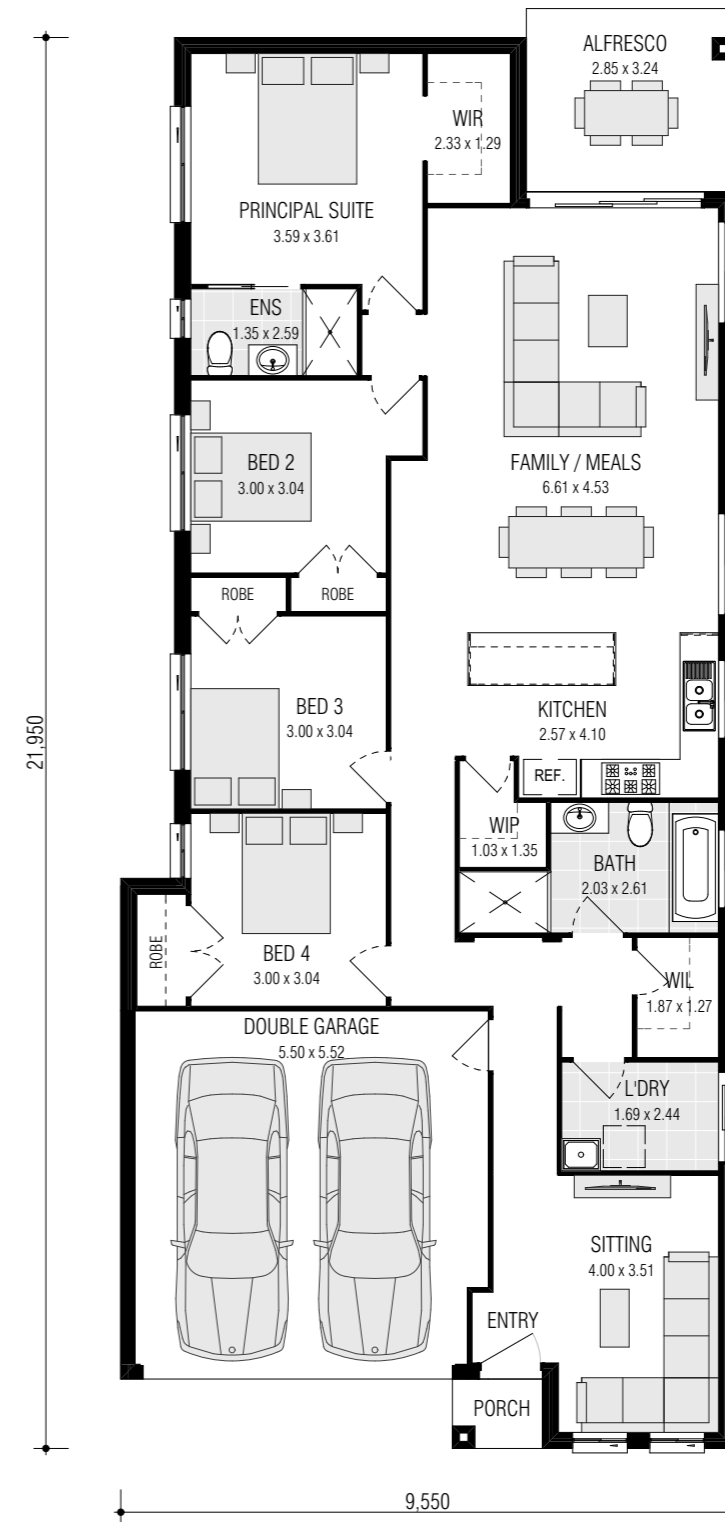 ALFRESCO
2.85 x 3.24
WIR
2.33 x 1.29
PRINCIPAL SUITE
3.59 x 3.61
ENS
1.35 x 2.59
BED 2
3.00 x 3.04
FAMILY / MEALS
6.61 x 4.53
ROBE
ROBE
BED 3
3.00 x 3.04
KITCHEN
2.57 x 4.10
REF.
21,950
WIP
1.03 x 1.35
BATH
2.03 x 2.61
ROBE
BED 4
3.00 x 3.04
WIL
1.87 x 1.27
DOUBLE GARAGE
5.50 x 5.52
L'DRY
1.69 x 2.44
SITTING
4.00 x 3.51
ENTRY
PORCH
9,550